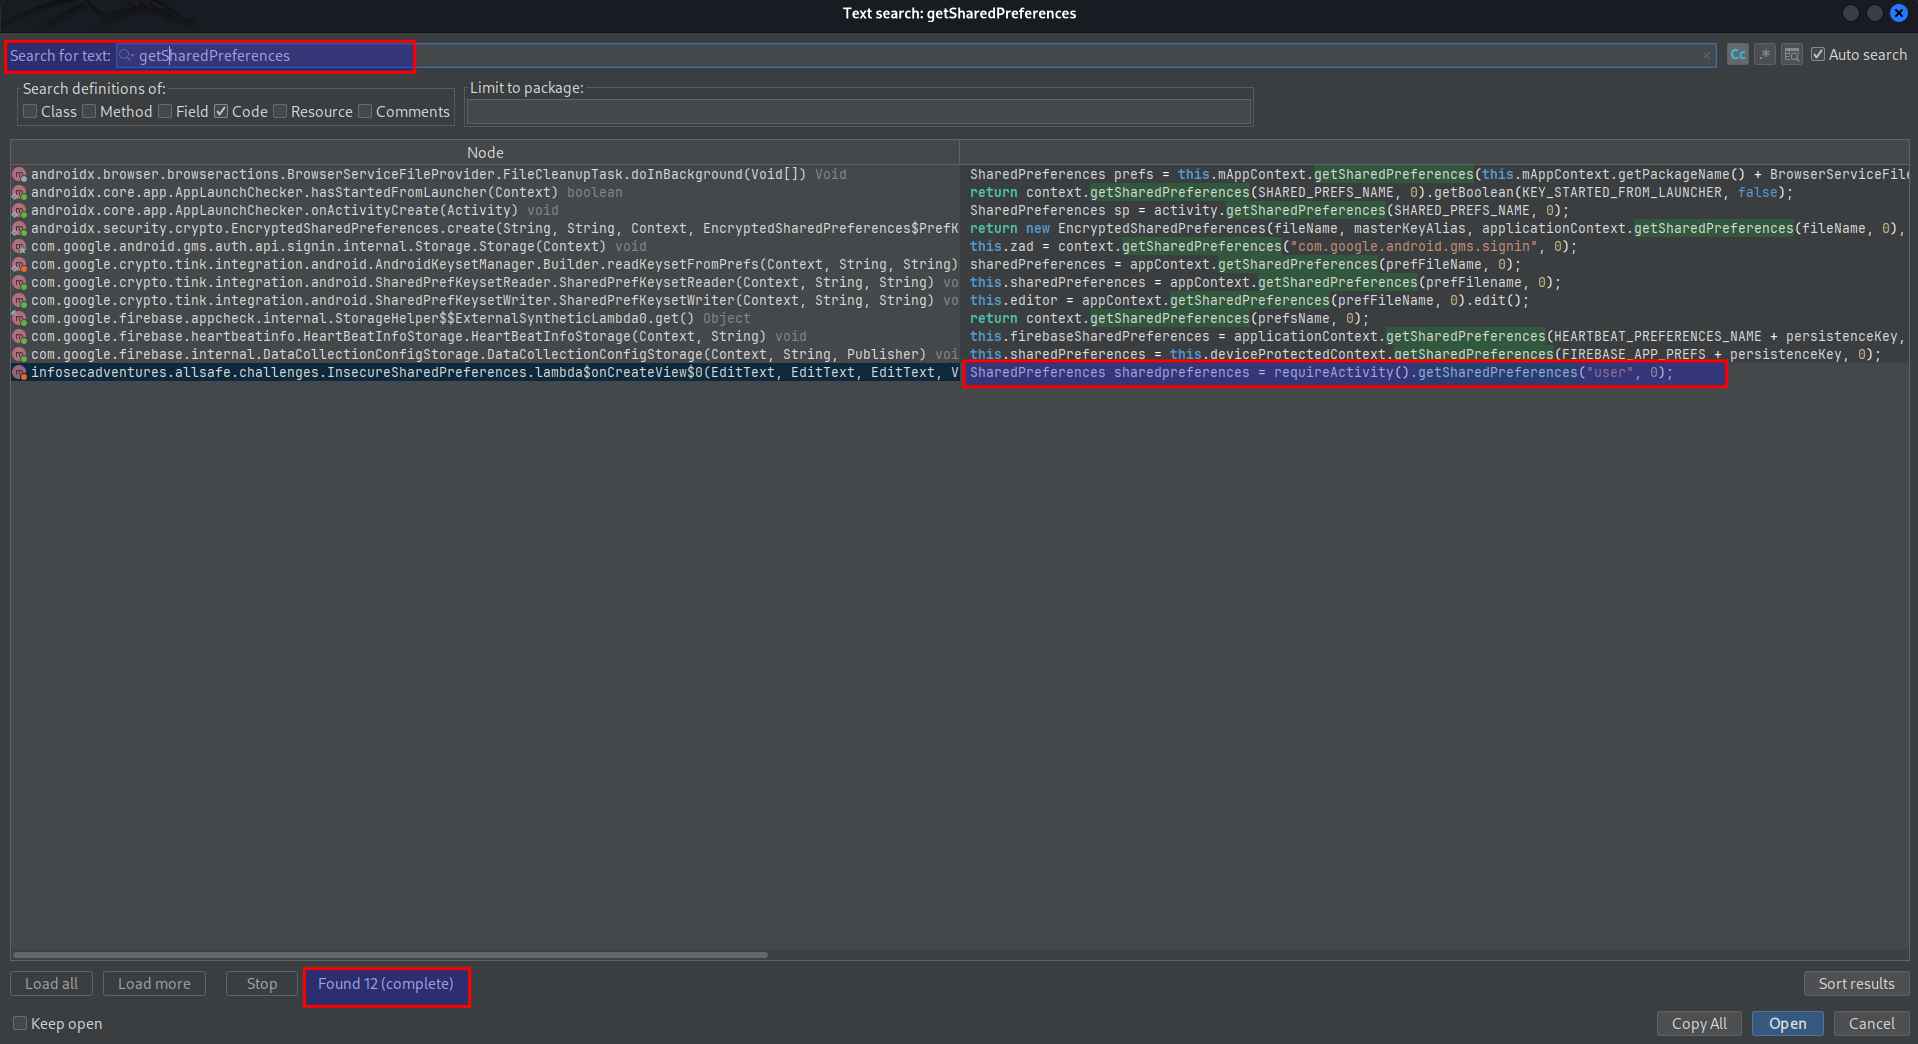 Text search: getSharedPreferences
Search for text: getSharedPreferences Cc .* Auto search
Search definitions of: Limit to package:
Class Method Field Code Resource Comments
Node
androidx.browser.browseractions.BrowserServiceFileProvider.FileCleanupTask.doInBackground(Void[]) Void SharedPreferences prefs = this.mAppContext.getSharedPreferences(this.mAppContext.getPackageName() + BrowserServiceFile
androidx.core.app.AppLaunchChecker.hasStartedFromLauncher(Context) boolean return context.getSharedPreferences(SHARED_PREFS_NAME, 0).getBoolean(KEY_STARTED_FROM_LAUNCHER, false);
androidx.core.app.AppLaunchChecker.onActivityCreate(Activity) void SharedPreferences sp = activity.getSharedPreferences(SHARED_PREFS_NAME, 0);
androidx.security.crypto.EncryptedSharedPreferences.create(String, String, Context, EncryptedSharedPreferences$PrefK return new EncryptedSharedPreferences(fileName, masterKeyAlias, applicationContext.getSharedPreferences(fileName, 0),
com.google.android.gms.auth.api.signin.internal.Storage.Storage(Context) void this.zad = context.getSharedPreferences("com.google.android.gms.signin", 0);
com.google.crypto.tink.integration.android.AndroidKeysetManager.Builder.readKeysetFromPrefs(Context, String, String) sharedPreferences = appContext.getSharedPreferences(prefFileName, 0);
com.google.crypto.tink.integration.android.SharedPrefKeysetReader.SharedPrefKeysetReader(Context, String, String) vo this.sharedPreferences = appContext.getSharedPreferences(prefFilename, 0);
com.google.crypto.tink.integration.android.SharedPrefKeysetWriter.SharedPrefKeysetWriter(Context, String, String) vo this.editor = appContext.getSharedPreferences(prefFileName, 0).edit();
com.google.firebase.appcheck.internal.StorageHelper$$ExternalSyntheticLambda0.get() Object return context.getSharedPreferences(prefsName, 0);
com.google.firebase.heartbeatinfo.HeartBeatInfoStorage.HeartBeatInfoStorage(Context, String) void this.firebaseSharedPreferences = applicationContext.getSharedPreferences(HEARTBEAT_PREFERENCES_NAME + persistenceKey,
com.google.firebase.internal.DataCollectionConfigStorage.DataCollectionConfigStorage(Context, String, Publisher) voi this.sharedPreferences = this.deviceProtectedContext.getSharedPreferences(FIREBASE_APP_PREFS + persistenceKey, 0);
infosecadventures.allsafe.challenges.InsecureSharedPreferences.lambda$onCreateView$0(EditText, EditText, EditText, V SharedPreferences sharedpreferences = requireActivity().getSharedPreferences("user", 0);
Load all Load more Stop Found 12 (complete) Sort results
Keep open Copy All Open Cancel